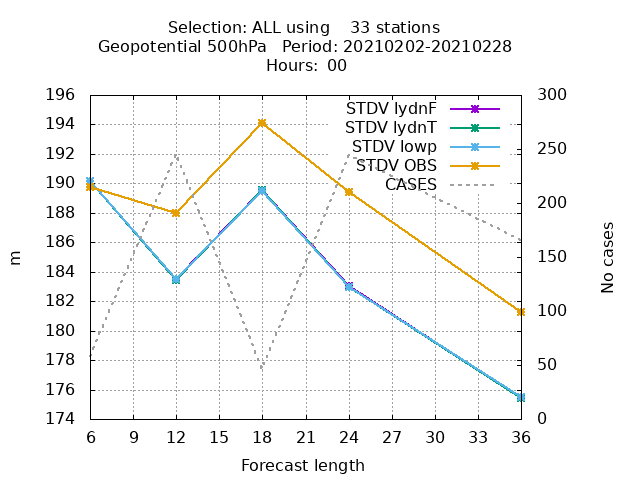 Selection: ALL using    33 stations
Geopotential 500hPa   Period: 20210202-20210228
Hours:  00
STDV lydnF
STDV lydnT
STDV lowp
STDV OBS
CASES
196
194
192
190
188
186
184
182
180
178
176
174
m
300
250
200
150
100
50
0
No cases
6 9 12 15 18 21 24 27 30 33 36
Forecast length